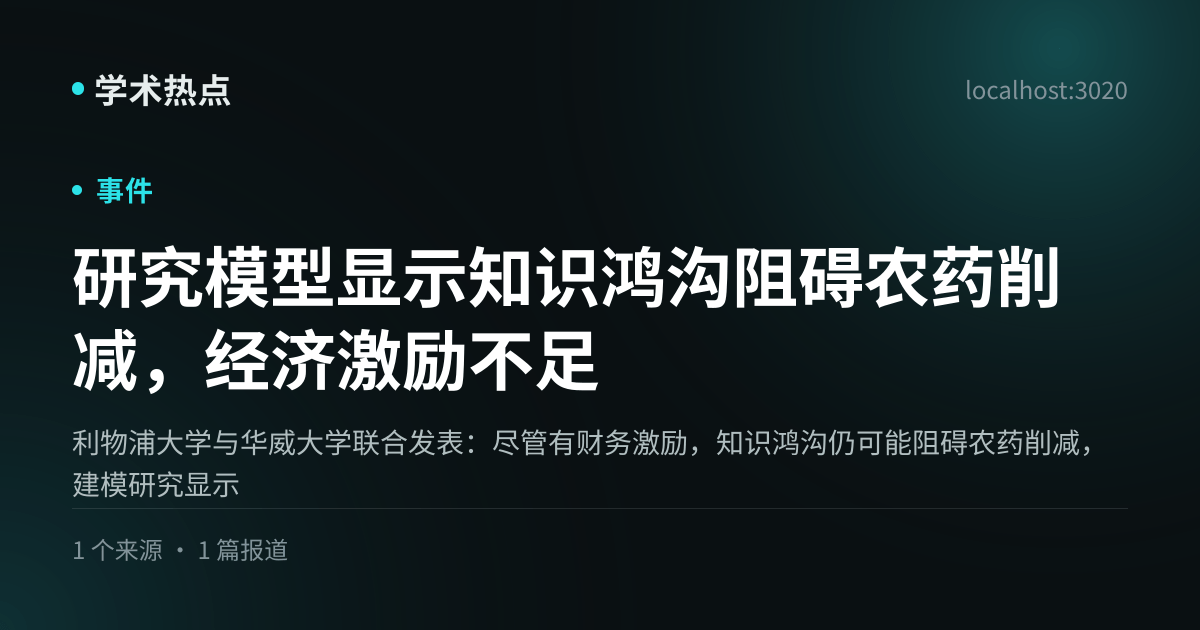 学术热点
localhost:3020
事件
研究模型显示知识鸿沟阻碍农药削
减，经济激励不足
利物浦大学与华威大学联合发表：尽管有财务激励，知识鸿沟仍可能阻碍农药削减，
建模研究显示
1 个来源 · 1 篇报道